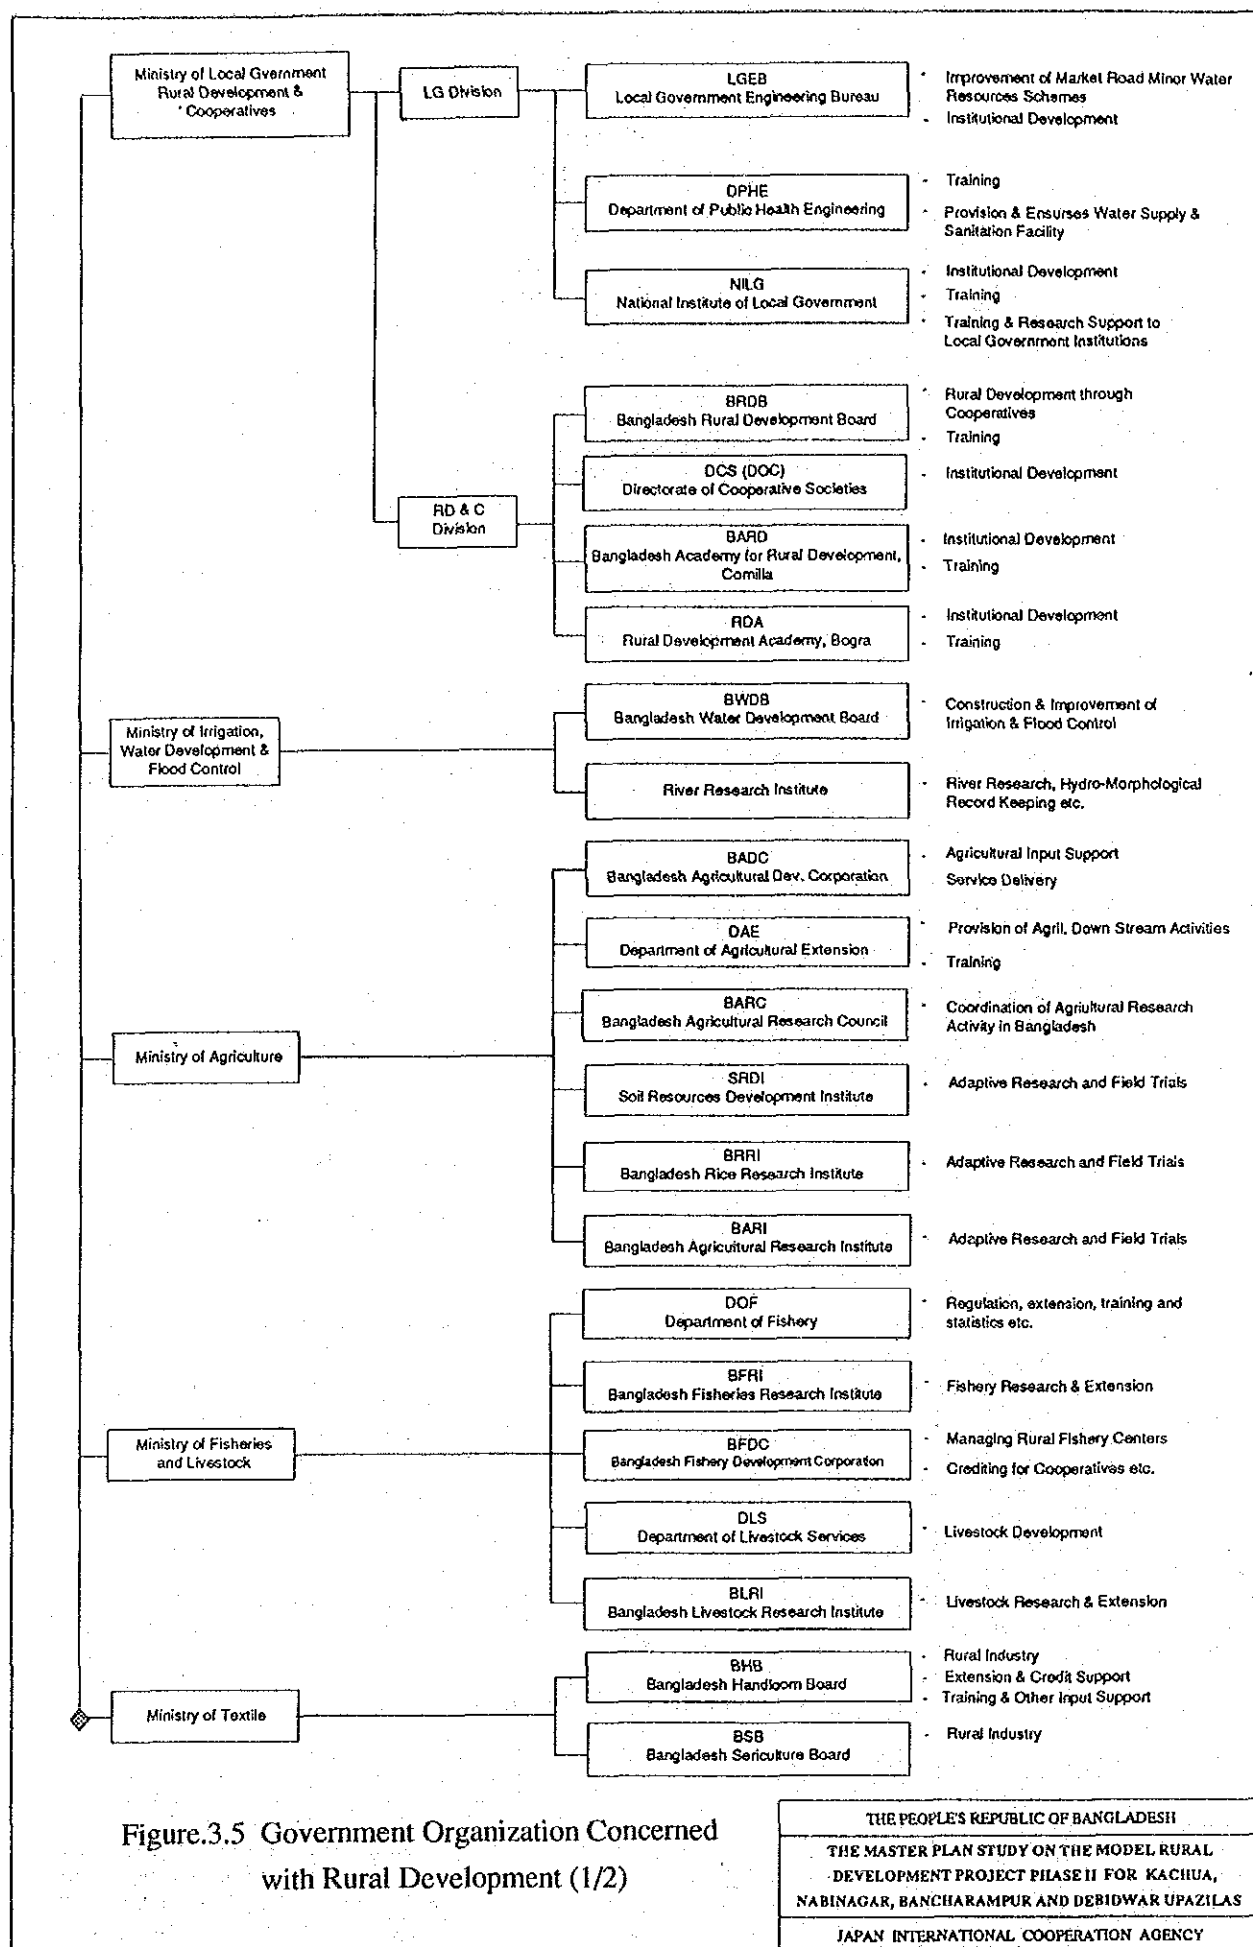 Ministry of Local Gvernment
Rural Development &
Cooperatives
LG Division
LGEB
Local Government Engineering Bureau
- Improvement of Market Road Minor Water
Resources Schemes
- Institutional Development
DPHE
Department of Public Health Engineering
- Training
- Provision & Ensurses Water Supply &
Sanitation Facility
NILG
National Institute of Local Government
- Institutional Development
- Training
- Training & Research Support to
Local Government Institutions
RD & C
Division
BRDB
Bangladesh Rural Development Board
- Rural Development through
Cooperatives
- Training
DCS (DOC)
Directorate of Cooperative Societies
- Institutional Development
BARD
Bangladesh Academy for Rural Development,
Comilla
- Institutional Development
- Training
RDA
Rural Development Academy, Bogra
- Institutional Development
- Training
Ministry of Irrigation,
Water Development &
Flood Control
BWDB
Bangladesh Water Development Board
- Construction & Improvement of
Irrigation & Flood Control
River Research Institute
- River Research, Hydro-Morphological
Record Keeping etc.
Ministry of Agriculture
BADC
Bangladesh Agricultural Dev. Corporation
- Agricultural Input Support
Service Delivery
DAE
Department of Agricultural Extension
- Provision of Agril. Down Stream Activities
- Training
BARC
Bangladesh Agricultural Research Council
- Coordination of Agriultural Research
Activity in Bangladesh
SRDI
Soil Resources Development Institute
- Adaptive Research and Field Trials
BRRI
Bangladesh Rice Research Institute
- Adaptive Research and Field Trials
BARI
Bangladesh Agricultural Research Institute
- Adaptive Research and Field Trials
Ministry of Fisheries
and Livestock
DOF
Department of Fishery
- Regulation, extension, training and
statistics etc.
BFRI
Bangladesh Fisheries Research Institute
- Fishery Research & Extension
BFDC
Bangladesh Fishery Development Corporation
- Managing Rural Fishery Centers
- Crediting for Cooperatives etc.
DLS
Department of Livestock Services
- Livestock Development
BLRI
Bangladesh Livestock Research Institute
- Livestock Research & Extension
Ministry of Textile
BHB
Bangladesh Handloom Board
- Rural Industry
- Extension & Credit Support
- Training & Other Input Support
BSB
Bangladesh Sericulture Board
- Rural Industry
Figure.3.5 Government Organization Concerned
with Rural Development (1/2)
THE PEOPLE'S REPUBLIC OF BANGLADESH
THE MASTER PLAN STUDY ON THE MODEL RURAL
DEVELOPMENT PROJECT PHASE II FOR KACHUA,
NABINAGAR, BANCHARAMPUR AND DEBIDWAR UPAZILAS
JAPAN INTERNATIONAL COOPERATION AGENCY